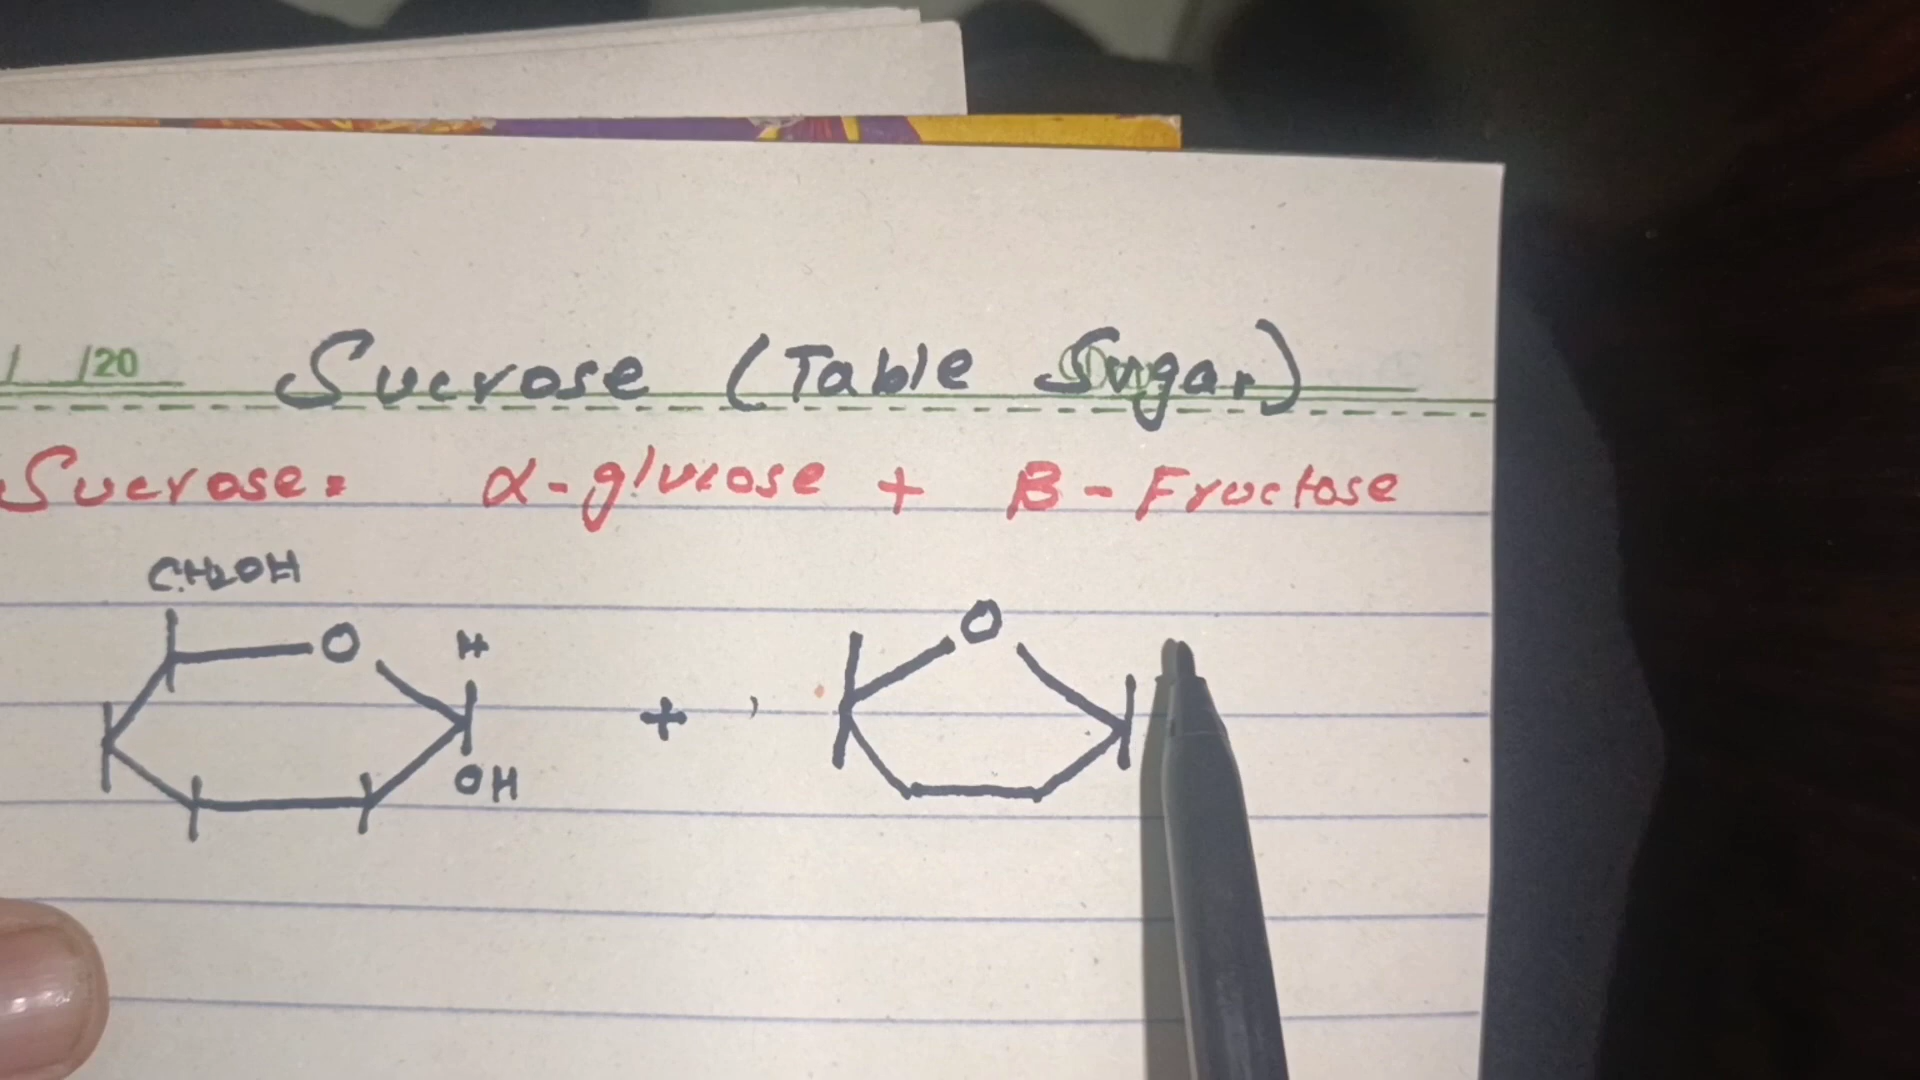 / /20 Sucrose (Table Sugar)
Sucrose= α-glucose + β-Fructose
CH2OH
O H + O
OH